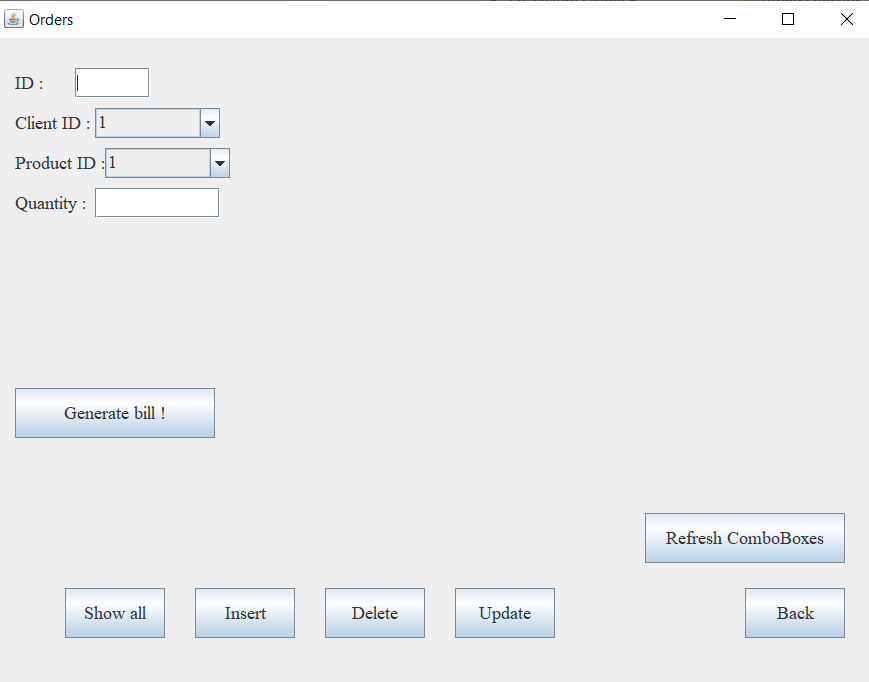 Orders
ID :
Client ID : 1
Product ID : 1
Quantity :
Generate bill !
Refresh ComboBoxes
Show all Insert Delete Update Back